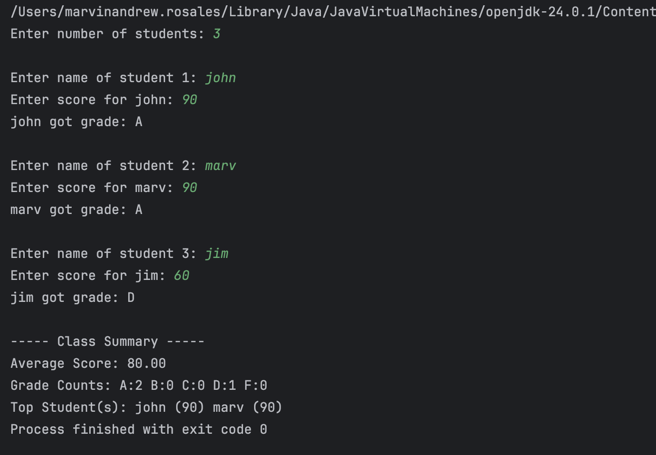 /Users/marvinandrew.rosales/Library/Java/JavaVirtualMachines/openjdk-24.0.1/Content
Enter number of students: 3
Enter name of student 1: john
Enter score for john: 90
john got grade: A
Enter name of student 2: marv
Enter score for marv: 90
marv got grade: A
Enter name of student 3: jim
Enter score for jim: 60
jim got grade: D
----- Class Summary -----
Average Score: 80.00
Grade Counts: A:2 B:0 C:0 D:1 F:0
Top Student(s): john (90) marv (90)
Process finished with exit code 0